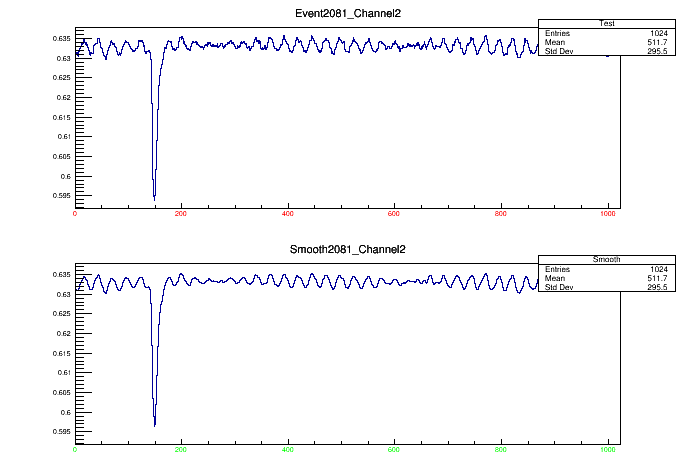 Event2081_Channel2
Test
Entries 1024
Mean 511.7
Std Dev 295.5
0.635
0.63
0.625
0.62
0.615
0.61
0.605
0.6
0.595
0 200 400 600 800 1000
Smooth2081_Channel2
Smooth
Entries 1024
Mean 511.7
Std Dev 295.5
0.635
0.63
0.625
0.62
0.615
0.61
0.605
0.6
0.595
0 200 400 600 800 1000